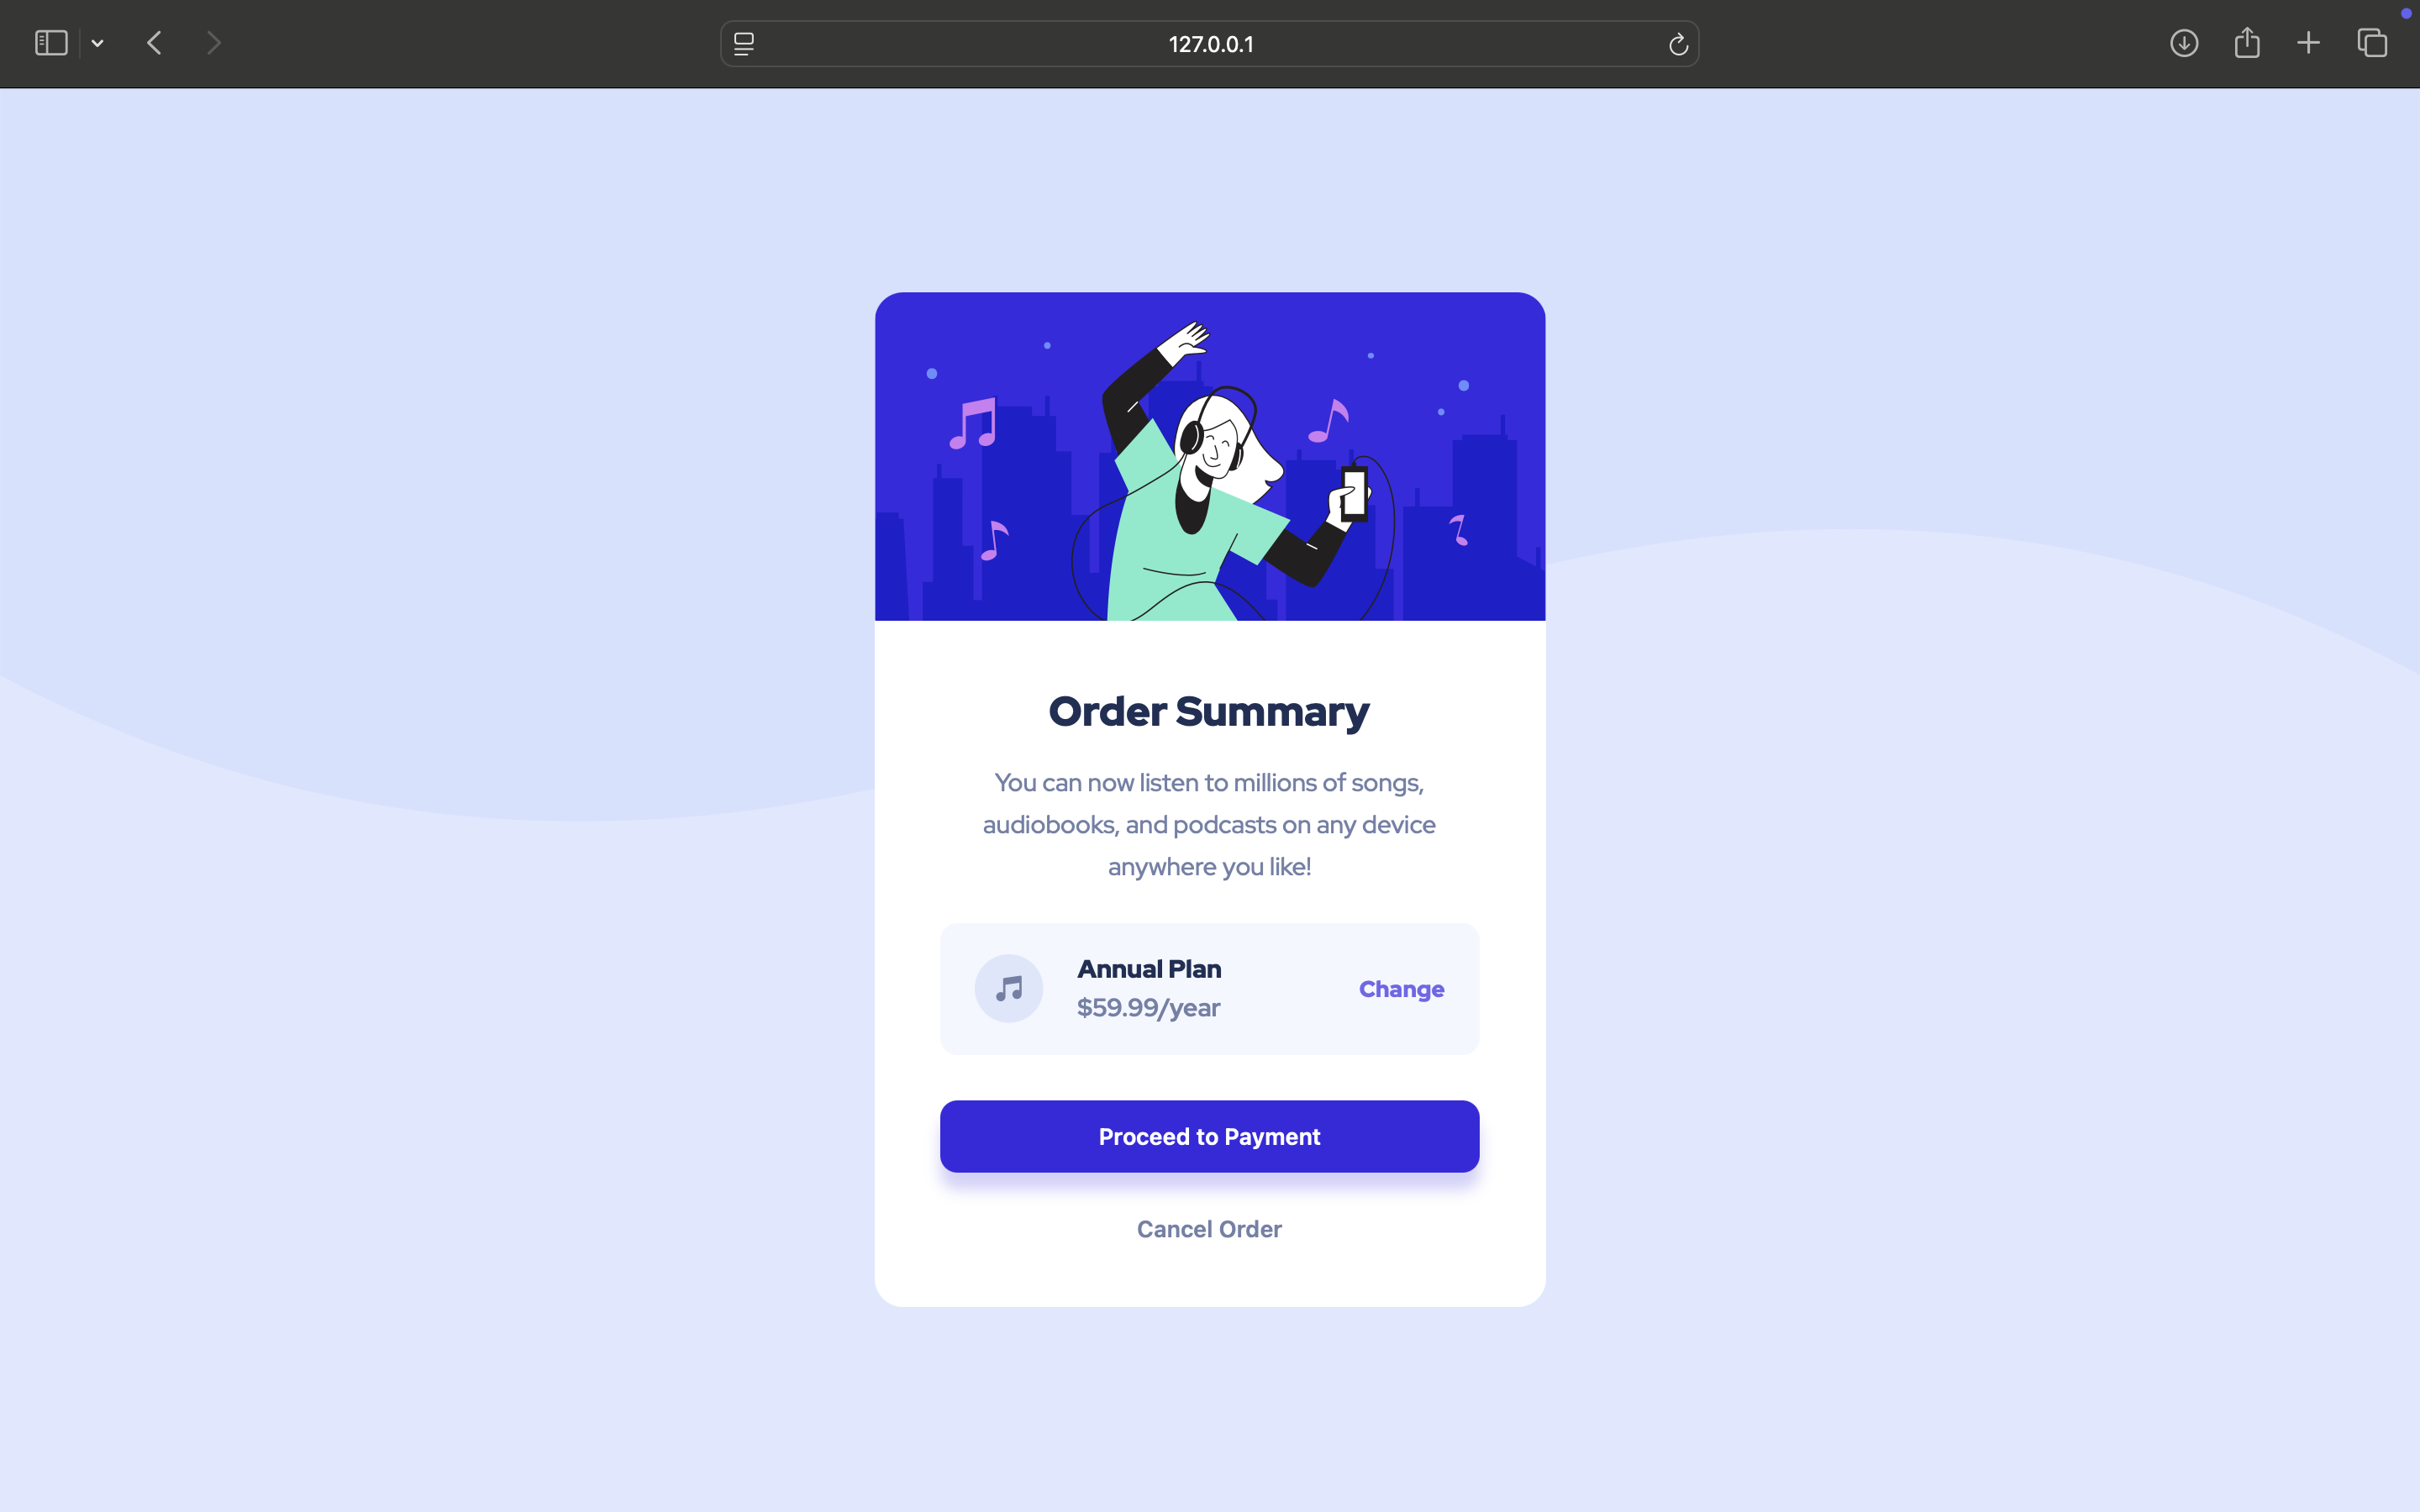 127.0.0.1
Order Summary
You can now listen to millions of songs,
audiobooks, and podcasts on any device
anywhere you like!
Annual Plan
$59.99/year
Change
Proceed to Payment
Cancel Order